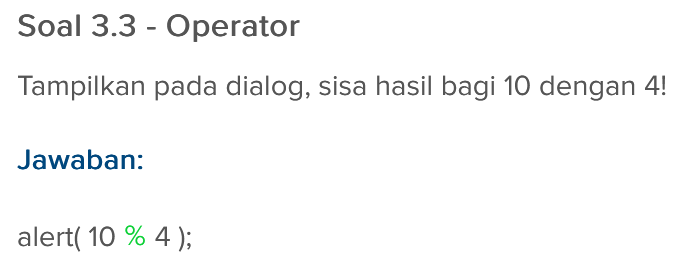 Soal 3.3 - Operator
Tampilkan pada dialog, sisa hasil bagi 10 dengan 4!
Jawaban:
alert( 10 % 4 );